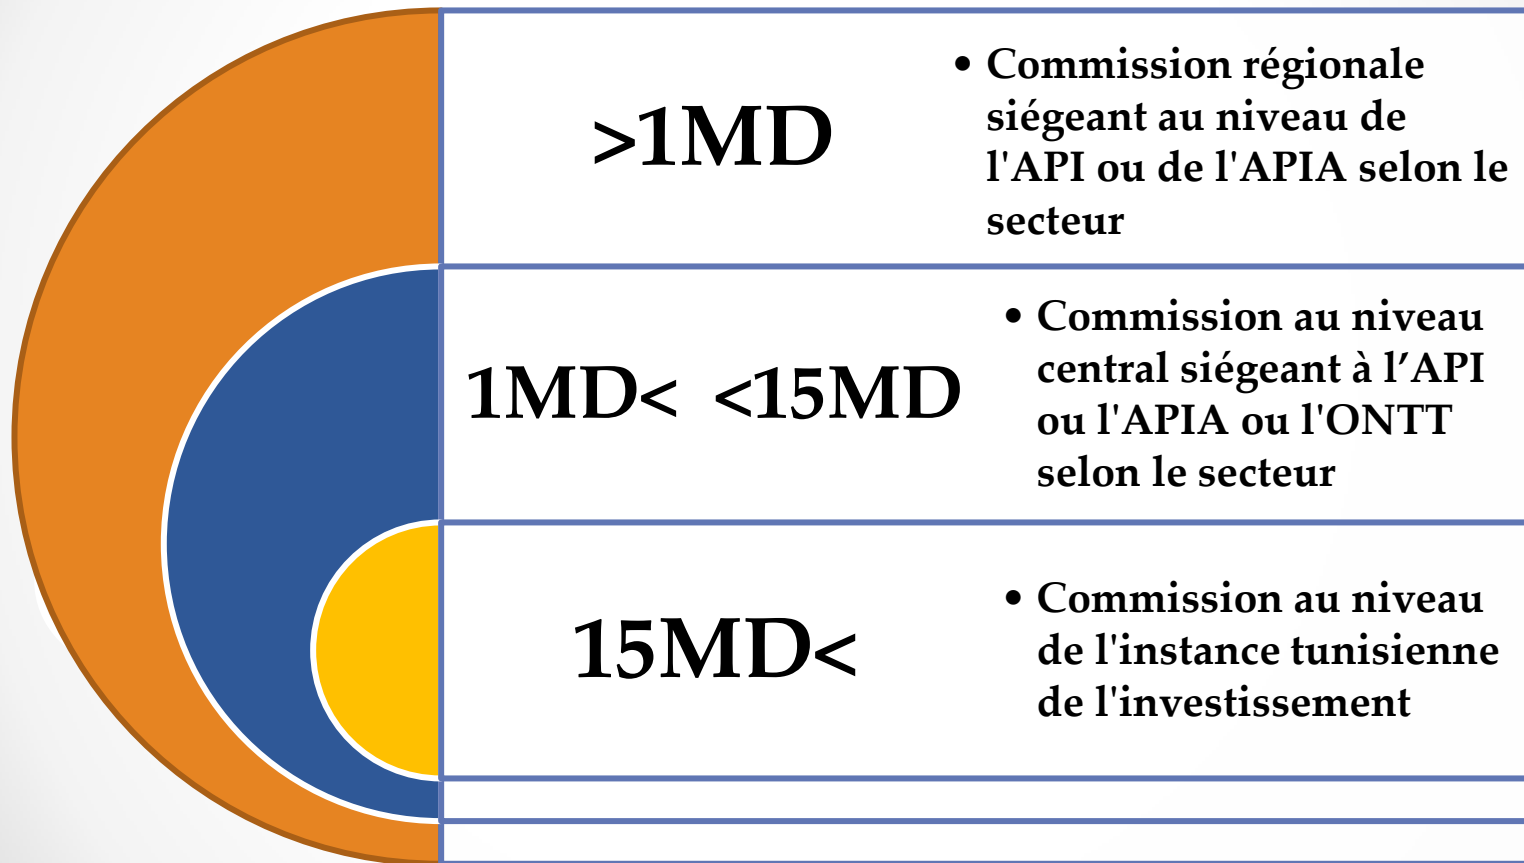 >1MD
• Commission régionale
siégeant au niveau de
l'API ou de l'APIA selon le
secteur
1MD< <15MD
• Commission au niveau
central siégeant à l’API
ou l'APIA ou l'ONTT
selon le secteur
15MD<
• Commission au niveau
de l'instance tunisienne
de l'investissement